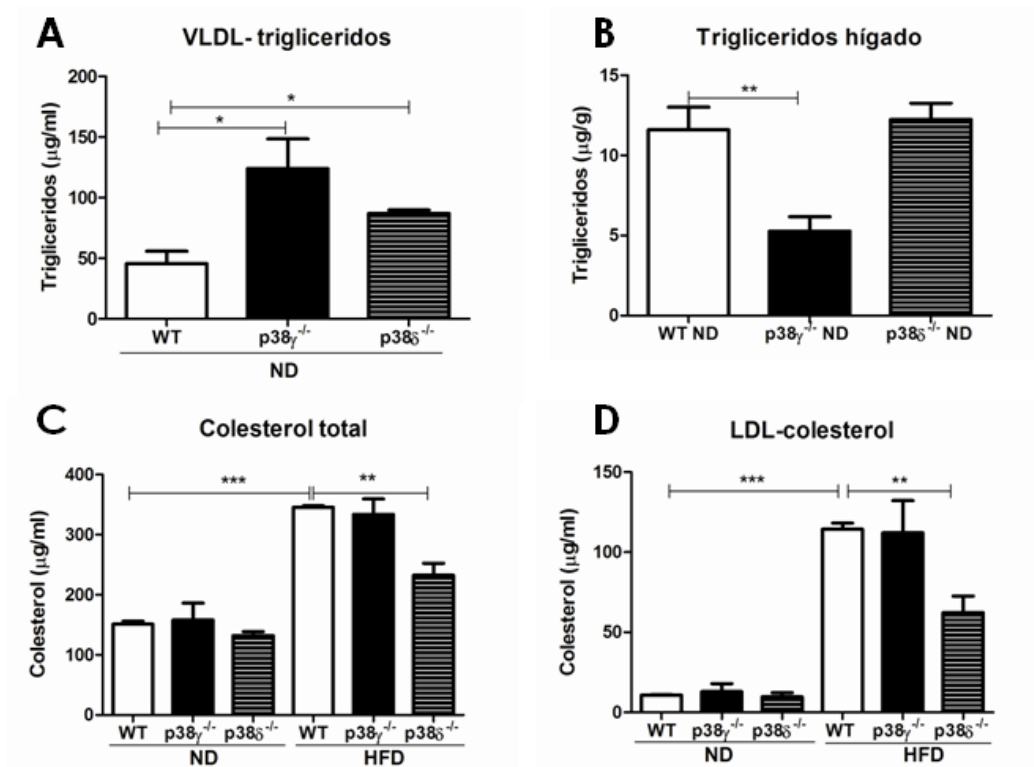 A
VLDL- trigliceridos
Trigliceridos (µg/ml)
200
150
100
50
0
*
*
WT p38γ-/- p38δ-/-
ND
B
Trigliceridos hígado
Trigliceridos (µg/g)
15
10
5
0
**
WT ND p38γ-/- ND p38δ-/- ND
C
Colesterol total
Colesterol (µg/ml)
400
300
200
100
0
*** **
WT p38γ-/- p38δ-/- WT p38γ-/- p38δ-/-
ND HFD
D
LDL-colesterol
Colesterol (µg/ml)
150
100
50
0
*** **
WT p38γ-/- p38δ-/- WT p38γ-/- p38δ-/-
ND HFD